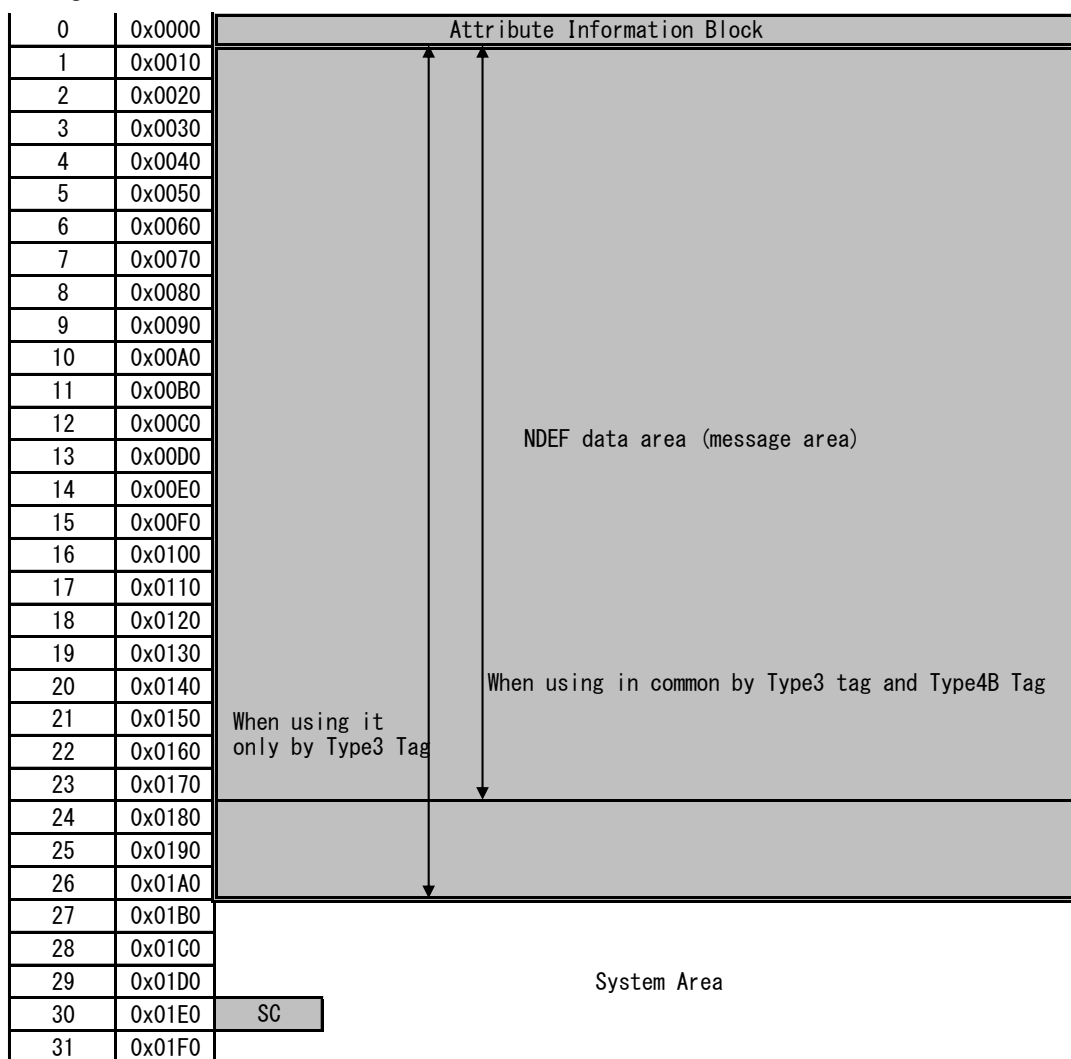 0 0x0000 Attribute Information Block
1 0x0010
2 0x0020
3 0x0030
4 0x0040
5 0x0050
6 0x0060
7 0x0070
8 0x0080
9 0x0090
10 0x00A0
11 0x00B0
12 0x00C0
NDEF data area (message area)
13 0x00D0
14 0x00E0
15 0x00F0
16 0x0100
17 0x0110
18 0x0120
19 0x0130
20 0x0140 When using in common by Type3 tag and Type4B Tag
21 0x0150 When using it
22 0x0160 only by Type3 Tag
23 0x0170
24 0x0180
25 0x0190
26 0x01A0
27 0x01B0
28 0x01C0
29 0x01D0 System Area
30 0x01E0 SC
31 0x01F0